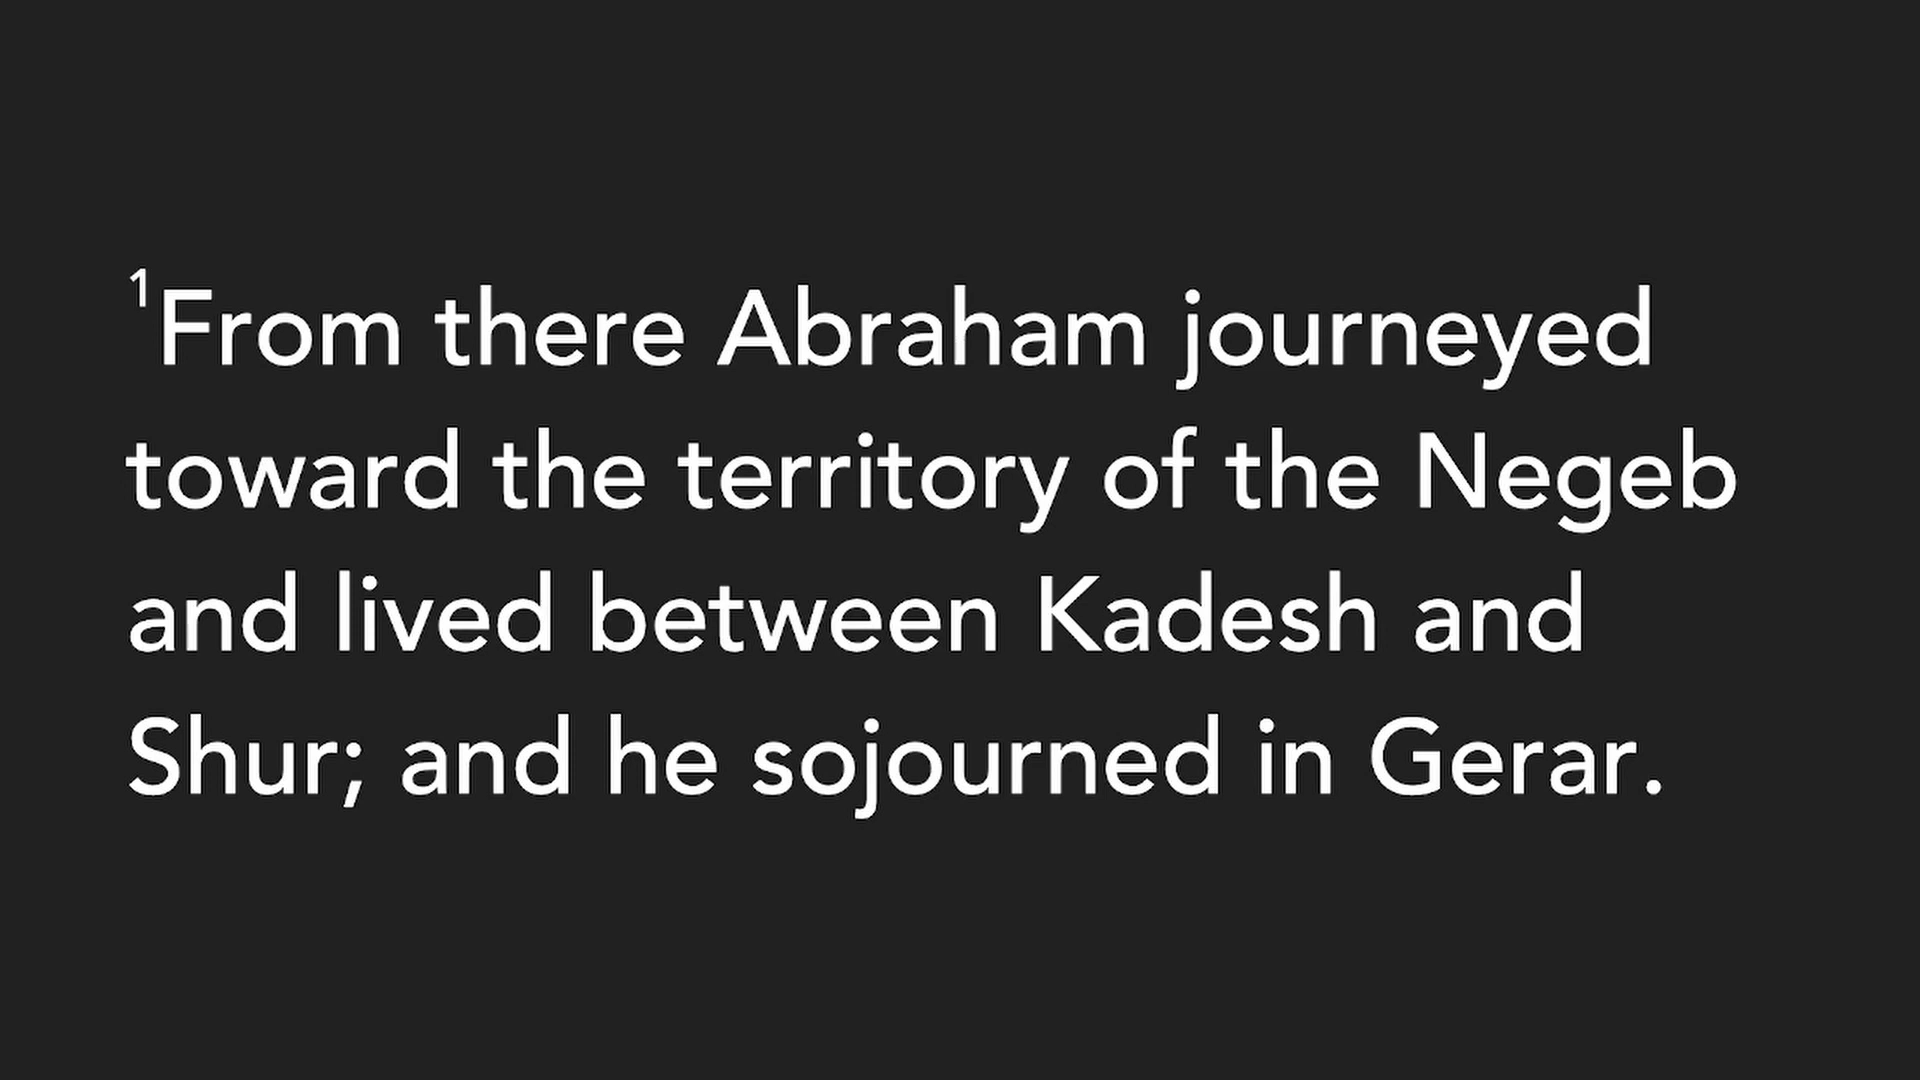 ¹From there Abraham journeyed
toward the territory of the Negeb
and lived between Kadesh and
Shur; and he sojourned in Gerar.